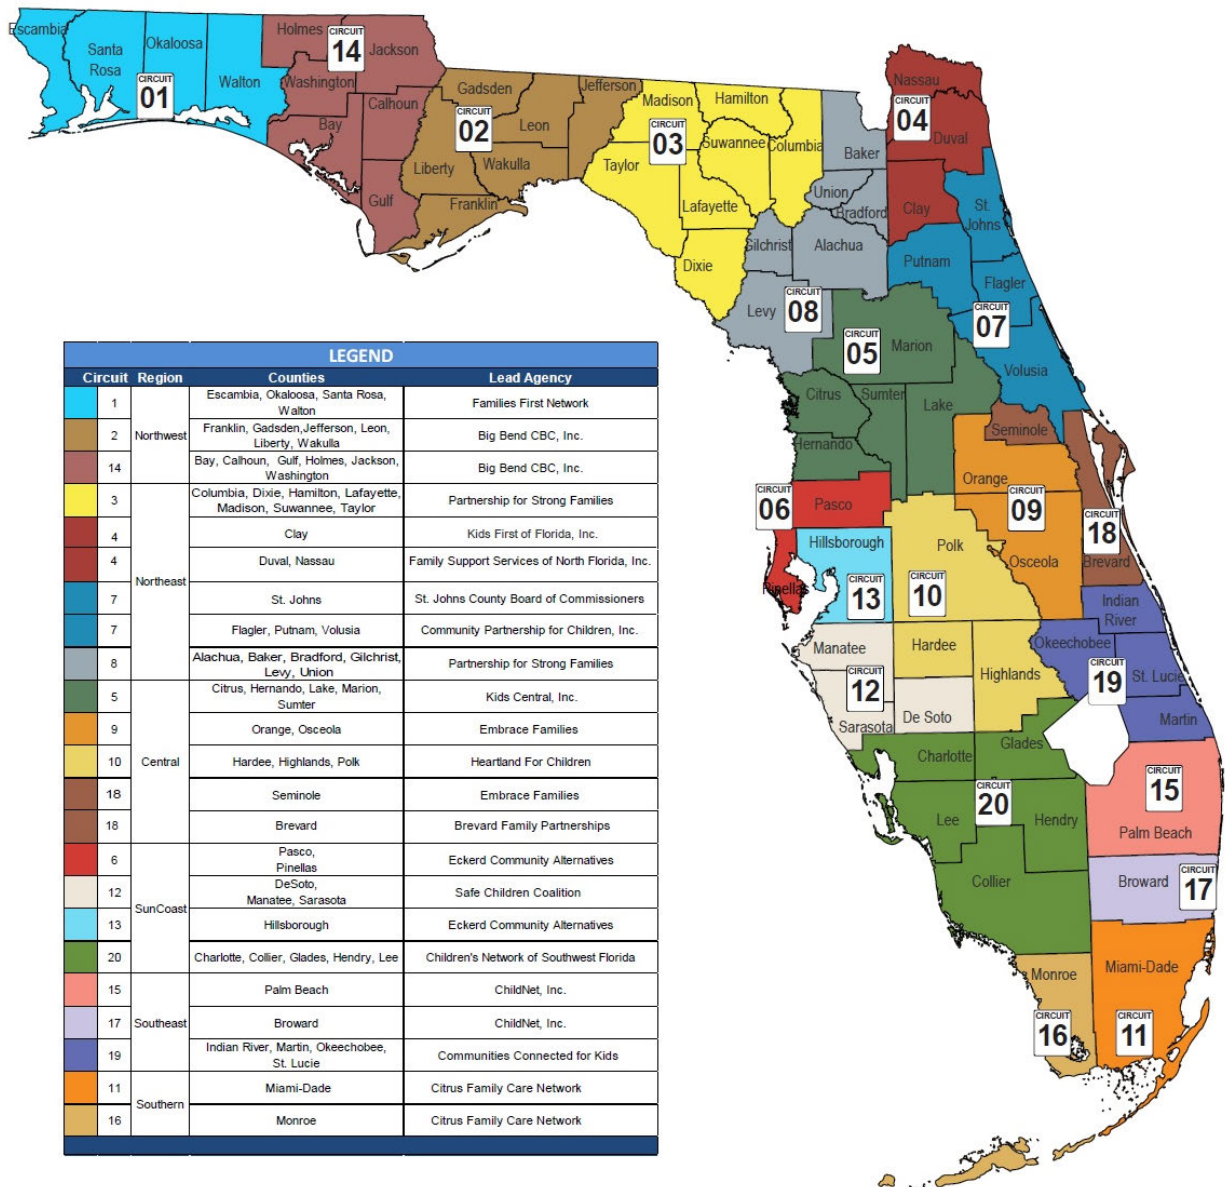 Escambia
Santa
Rosa
Okaloosa
Walton
CIRCUIT
01
Holmes
CIRCUIT
14
Jackson
Washington
Calhoun
Bay
Gulf
Gadsden
Jefferson
CIRCUIT
02
Leon
Liberty
Wakulla
Franklin
Madison
Hamilton
CIRCUIT
03
Suwannee
Columbia
Taylor
Lafayette
Dixie
Nassau
CIRCUIT
04
Duval
Baker
Union
Bradford
Clay
St.
Johns
Gilchrist
Alachua
Putnam
Flagler
Levy
CIRCUIT
08
CIRCUIT
07
CIRCUIT
05
Marion
Volusia
Citrus
Sumter
Lake
Hernando
Seminole
Orange
CIRCUIT
06
Pasco
CIRCUIT
09
CIRCUIT
18
Hillsborough
Polk
Osceola
Brevard
Pinellas
CIRCUIT
13
CIRCUIT
10
Indian
River
Manatee
Hardee
Okeechobee
Highlands
CIRCUIT
19
St. Lucie
CIRCUIT
12
Sarasota
De Soto
Martin
Charlotte
Glades
CIRCUIT
20
CIRCUIT
15
Lee
Hendry
Palm Beach
Collier
Broward
CIRCUIT
17
Monroe
Miami-Dade
CIRCUIT
16
CIRCUIT
11
LEGEND
Circuit Region Counties Lead Agency
1 Escambia, Okaloosa, Santa Rosa, Families First Network
Walton
Northwest
2 Franklin, Gadsden,Jefferson, Leon, Big Bend CBC, Inc.
Liberty, Wakulla
14 Bay, Calhoun, Gulf, Holmes, Jackson, Big Bend CBC, Inc.
Washington
3 Columbia, Dixie, Hamilton, Lafayette, Partnership for Strong Families
Madison, Suwannee, Taylor
4 Clay Kids First of Florida, Inc.
4 Duval, Nassau Family Support Services of North Florida, Inc.
Northeast
7 St. Johns St. Johns County Board of Commissioners
7 Flagler, Putnam, Volusia Community Partnership for Children, Inc.
8 Alachua, Baker, Bradford, Gilchrist, Partnership for Strong Families
Levy, Union
5 Citrus, Hernando, Lake, Marion, Kids Central, Inc.
Sumter
9 Orange, Osceola Embrace Families
10 Central Hardee, Highlands, Polk Heartland For Children
18 Seminole Embrace Families
18 Brevard Brevard Family Partnerships
6 Pasco, Eckerd Community Alternatives
Pinellas
12 DeSoto, Safe Children Coalition
Manatee, Sarasota
SunCoast
13 Hillsborough Eckerd Community Alternatives
20 Charlotte, Collier, Glades, Hendry, Lee Children's Network of Southwest Florida
15 Palm Beach ChildNet, Inc.
17 Southeast Broward ChildNet, Inc.
19 Indian River, Martin, Okeechobee, Communities Connected for Kids
St. Lucie
11 Miami-Dade Citrus Family Care Network
Southern
16 Monroe Citrus Family Care Network